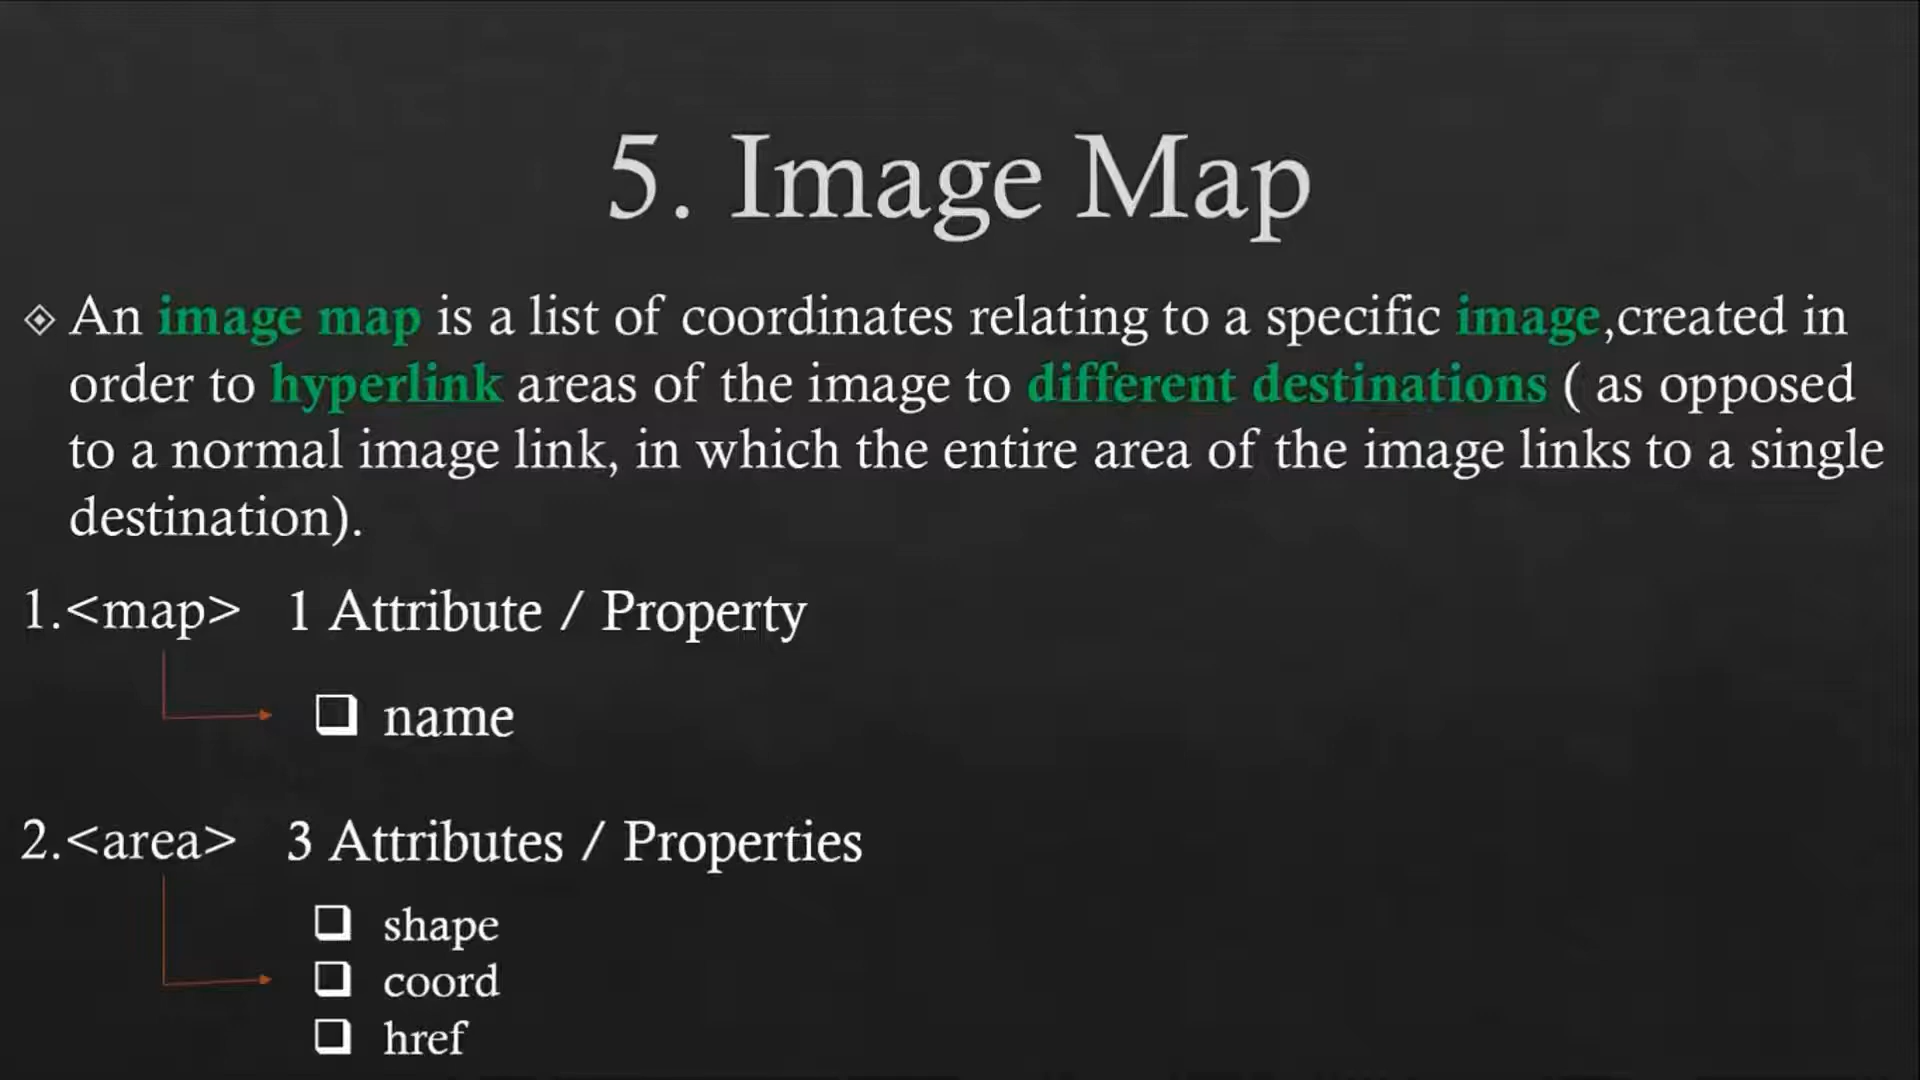 5. Image Map
An image map is a list of coordinates relating to a specific image,created in
order to hyperlink areas of the image to different destinations ( as opposed
to a normal image link, in which the entire area of the image links to a single
destination).
1.<map> 1 Attribute / Property
name
2.<area> 3 Attributes / Properties
shape
coord
href